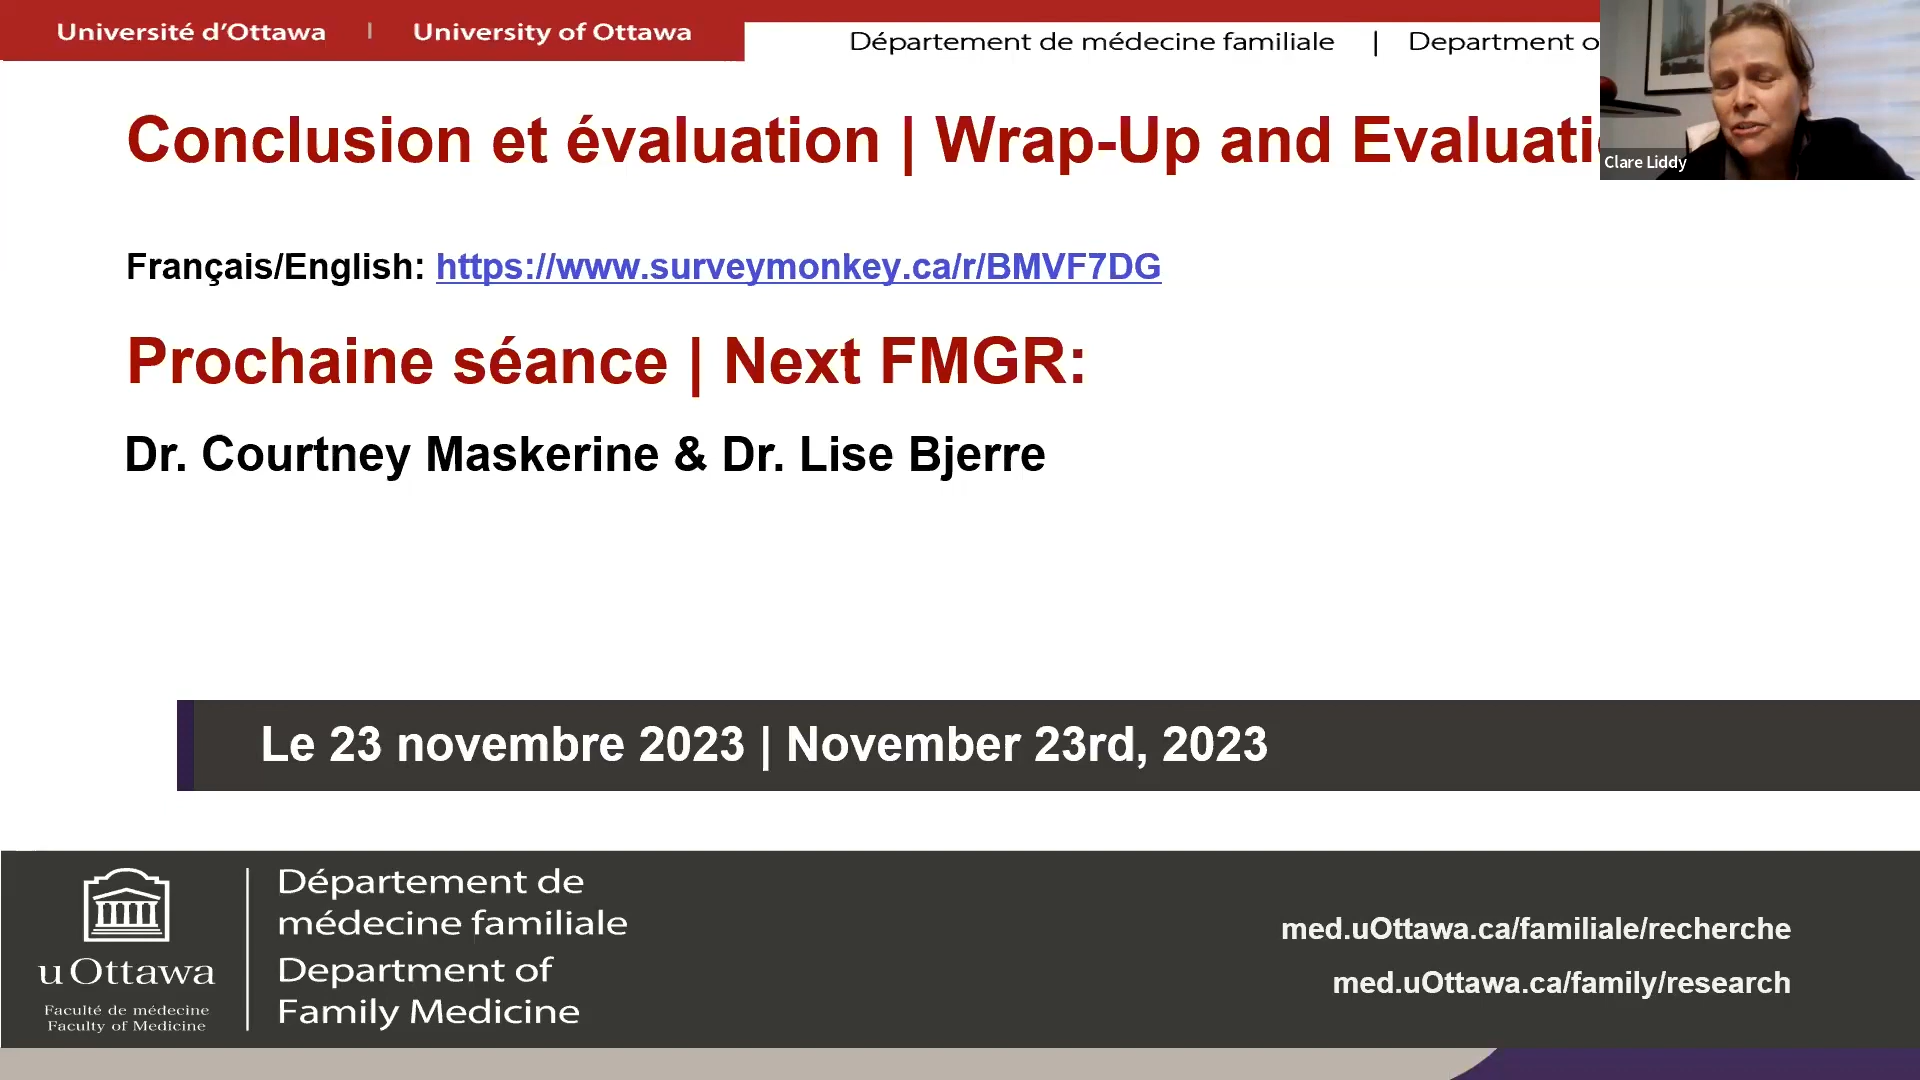 Université d'Ottawa | University of Ottawa
Département de médecine familiale | Department o
Clare Liddy
Conclusion et évaluation | Wrap-Up and Evaluati
Français/English: https://www.surveymonkey.ca/r/BMVF7DG
Prochaine séance | Next FMGR:
Dr. Courtney Maskerine & Dr. Lise Bjerre
Le 23 novembre 2023 | November 23rd, 2023
uOttawa
Faculté de médecine
Faculty of Medicine
Département de
médecine familiale
Department of
Family Medicine
med.uOttawa.ca/familiale/recherche
med.uOttawa.ca/family/research